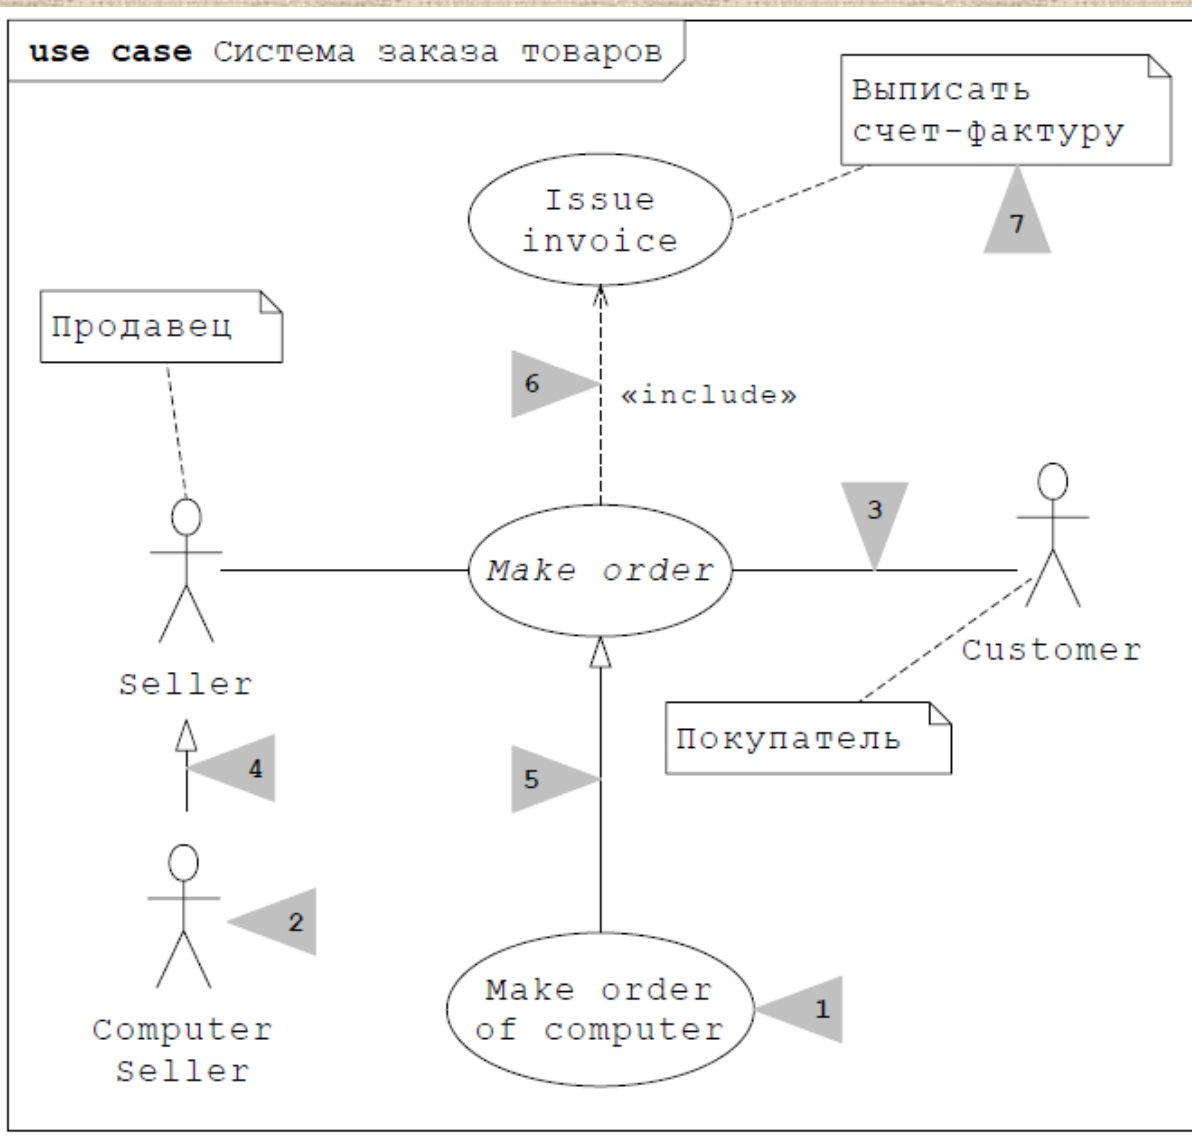 use case Система заказа товаров
Выписать
счет-фактуру
Issue
invoice
7
Продавец
6
«include»
3
Make order
Customer
Seller
Покупатель
4
5
2
Make order
of computer
1
Computer
Seller